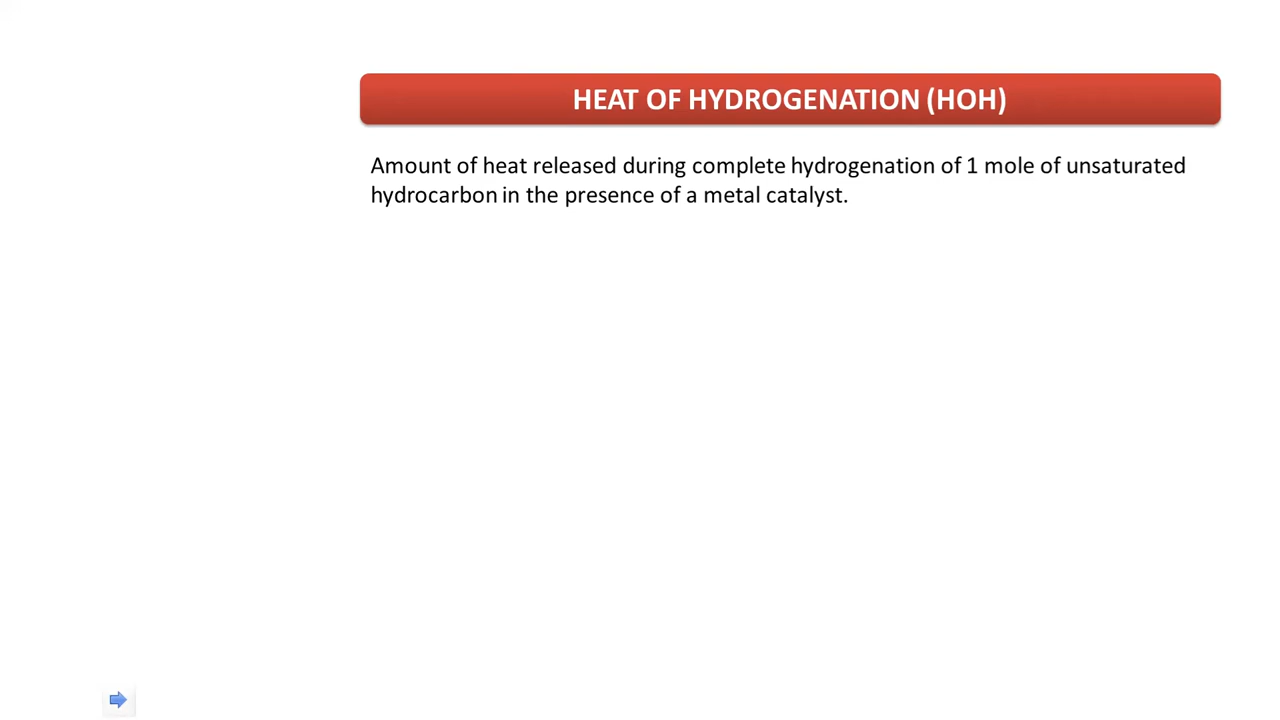 HEAT OF HYDROGENATION (HOH)
Amount of heat released during complete hydrogenation of 1 mole of unsaturated
hydrocarbon in the presence of a metal catalyst.